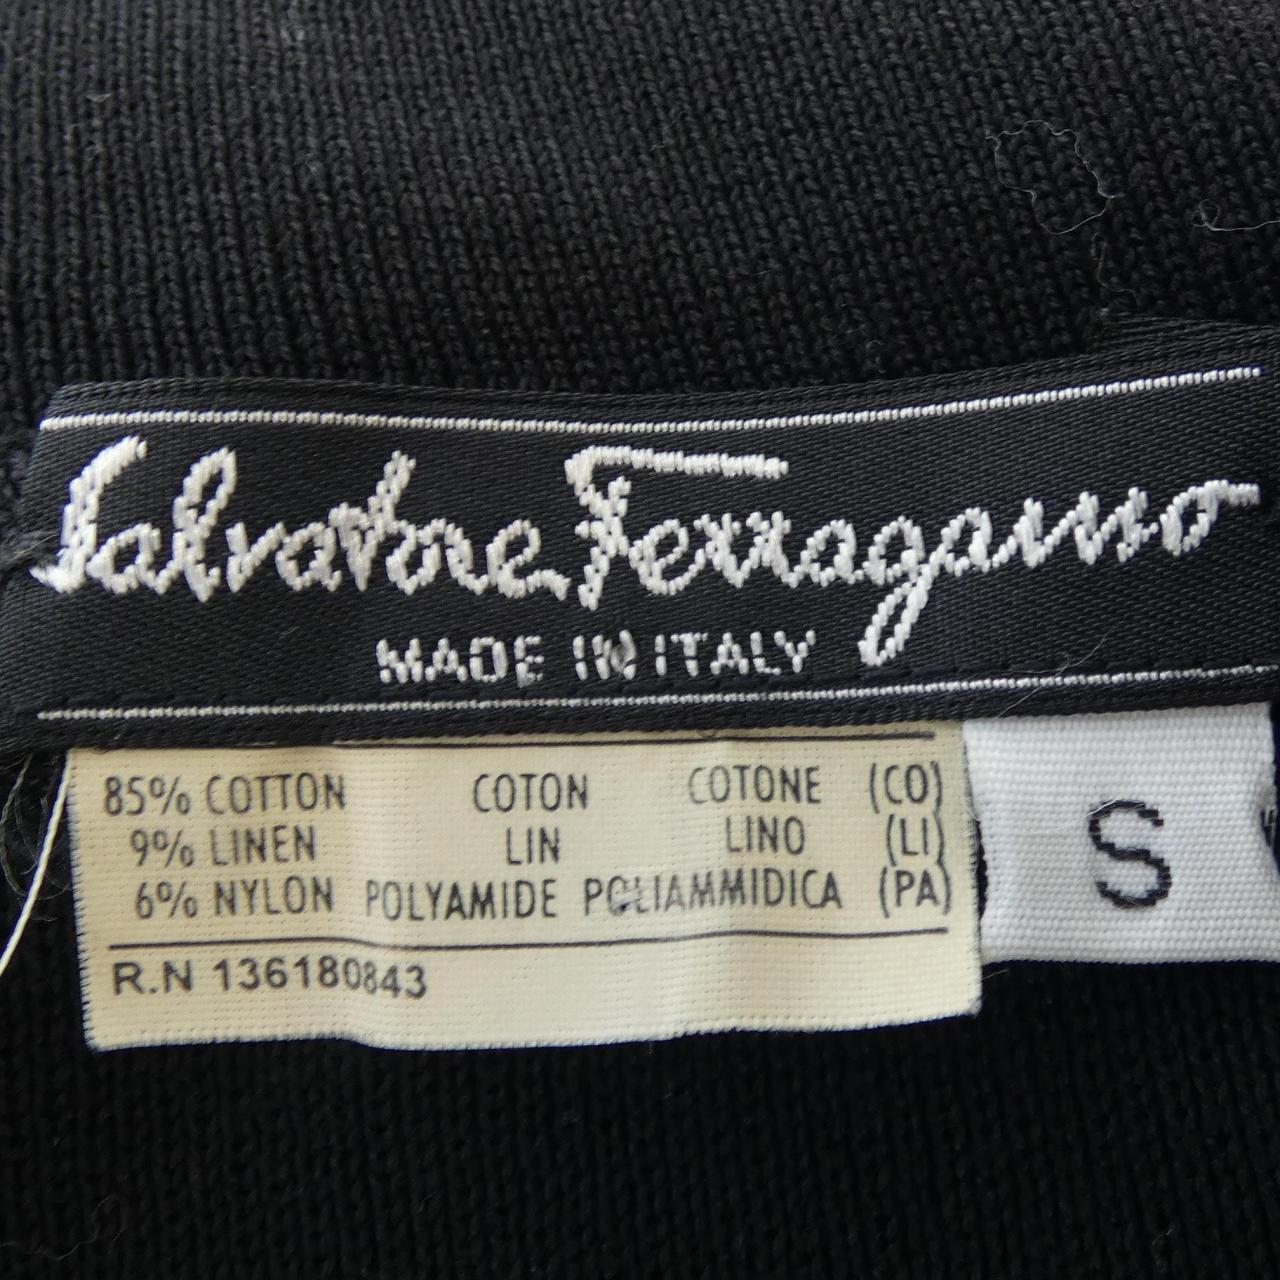 Salvatore Ferragamo
MADE IN ITALY
85% COTTON COTON COTONE (CO)
9% LINEN LIN LINO (LI)
6% NYLON POLYAMIDE POLIAMMIDICA (PA)
R.N 136180843
S